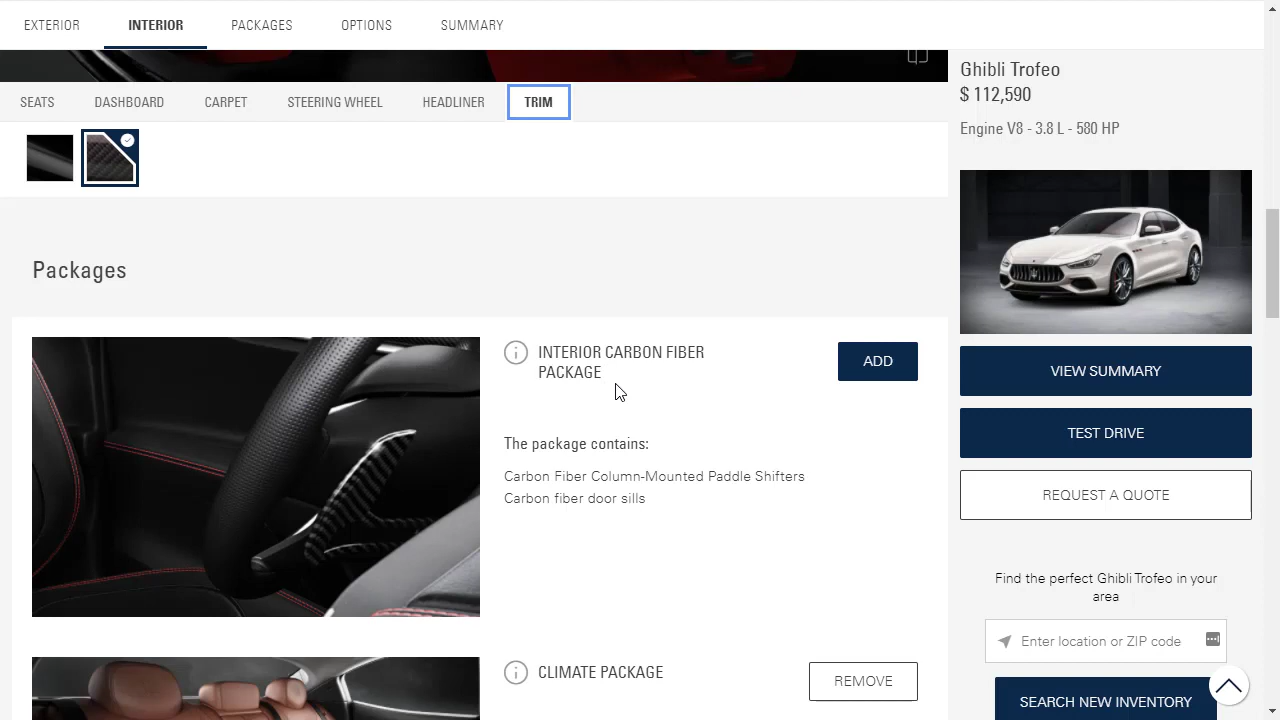 EXTERIOR
INTERIOR
PACKAGES
OPTIONS
SUMMARY
SEATS
DASHBOARD
CARPET
STEERING WHEEL
HEADLINER
TRIM
Ghibli Trofeo
$ 112,590
Engine V8 - 3.8 L - 580 HP
Packages
INTERIOR CARBON FIBER
PACKAGE
ADD
The package contains:
Carbon Fiber Column-Mounted Paddle Shifters
Carbon fiber door sills
CLIMATE PACKAGE
REMOVE
VIEW SUMMARY
TEST DRIVE
REQUEST A QUOTE
Find the perfect Ghibli Trofeo in your
area
Enter location or ZIP code
SEARCH NEW INVENTORY